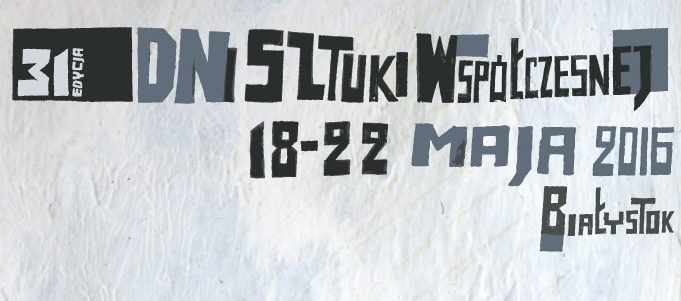 31 EDYCJA DNI SZTUKI WSPÓŁCZESNEJ
18-22 MAJA 2016
BIAŁYSTOK